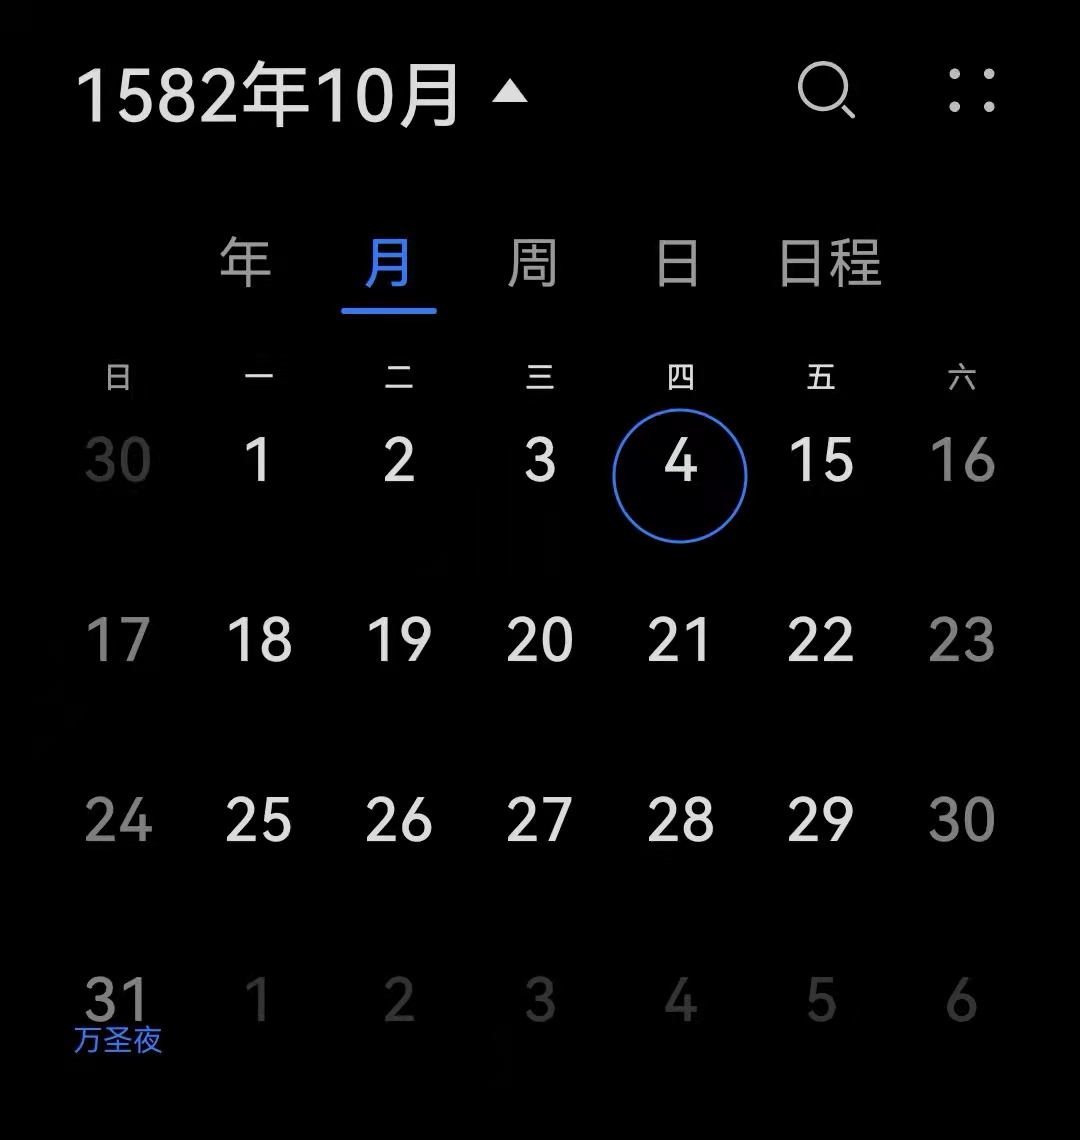 1582年10月
年 月 周 日 日程
日 一 二 三 四 五 六
30 1 2 3 4 15 16
17 18 19 20 21 22 23
24 25 26 27 28 29 30
31 1 2 3 4 5 6
万圣夜